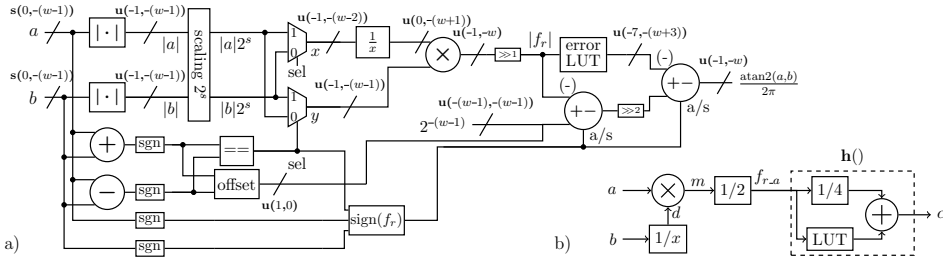 s(0,-(w-1))
u(-1,-(w-1))
a
|·|
|a|
scaling 2^s
|a|2^s
1
0
x
sel
u(-1,-(w-2))
1/x
u(0,-(w+1))
×
u(-1,-w)
≫1
|f_r|
error
LUT
u(-7,-(w+3))
(-)
+−
a/s
u(-1,-w)
atan2(a,b)/2π
s(0,-(w-1))
u(-1,-(w-1))
b
|·|
|b|
|b|2^s
1
0
y
sel
u(-1,-(w-1))
u(-(w-1),-(w-1))
2^-(w-1)
(-)
+−
a/s
≫2
+
sgn
==
−
sgn
offset
u(1,0)
sgn
sign(f_r)
sgn
a)
a
×
m
1/2
f_r_a
h()
1/4
+
c
d
b
1/x
LUT
b)